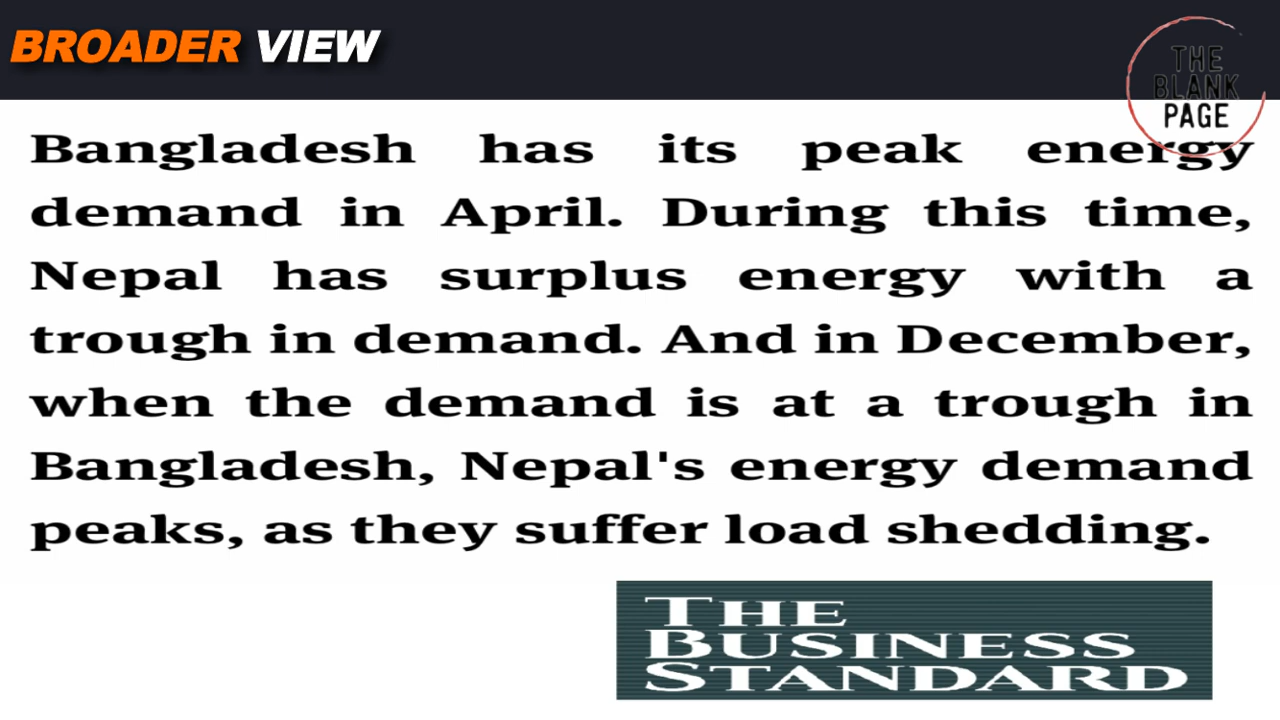 BROADER VIEW
THE
BLANK
PAGE
Bangladesh has its peak energy
demand in April. During this time,
Nepal has surplus energy with a
trough in demand. And in December,
when the demand is at a trough in
Bangladesh, Nepal's energy demand
peaks, as they suffer load shedding.
THE
BUSINESS
STANDARD